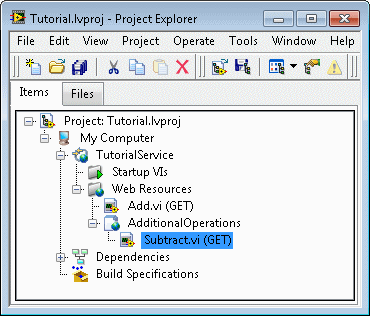 Tutorial.lvproj - Project Explorer
File Edit View Project Operate Tools Window Help
Items Files
Project: Tutorial.lvproj
My Computer
TutorialService
Startup VIs
Web Resources
Add.vi (GET)
AdditionalOperations
Subtract.vi (GET)
Dependencies
Build Specifications